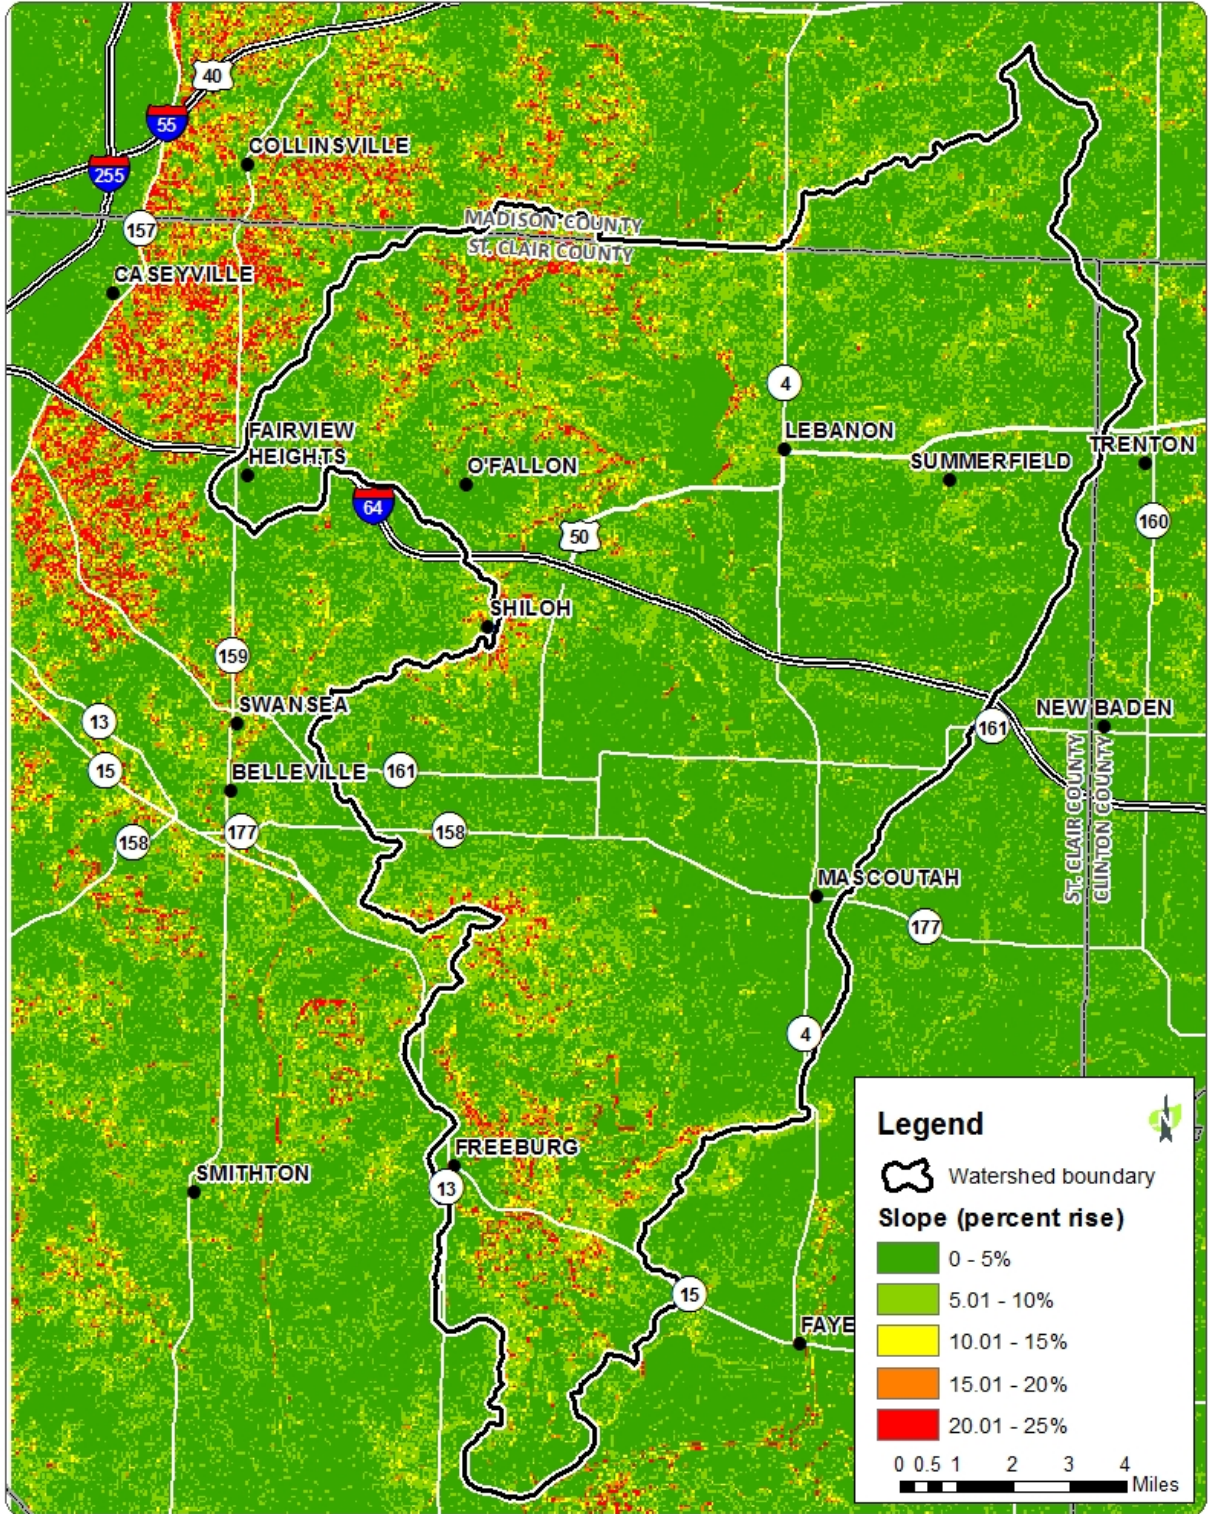 40
55
COLLINSVILLE
255
157
MADISON COUNTY
ST. CLAIR COUNTY
CASEYVILLE
4
FAIRVIEW
HEIGHTS
LEBANON
O'FALLON
SUMMERFIELD
TRENTON
64
50
160
SHILOH
159
SWANSEA
13
NEW BADEN
161
15
BELLEVILLE
161
ST. CLAIR COUNTY
CLINTON COUNTY
158
177
158
MASCOUTAH
177
4
FREEBURG
SMITHTON
13
15
FAYE
Legend
Watershed boundary
Slope (percent rise)
0 - 5%
5.01 - 10%
10.01 - 15%
15.01 - 20%
20.01 - 25%
0 0.5 1 2 3 4
Miles